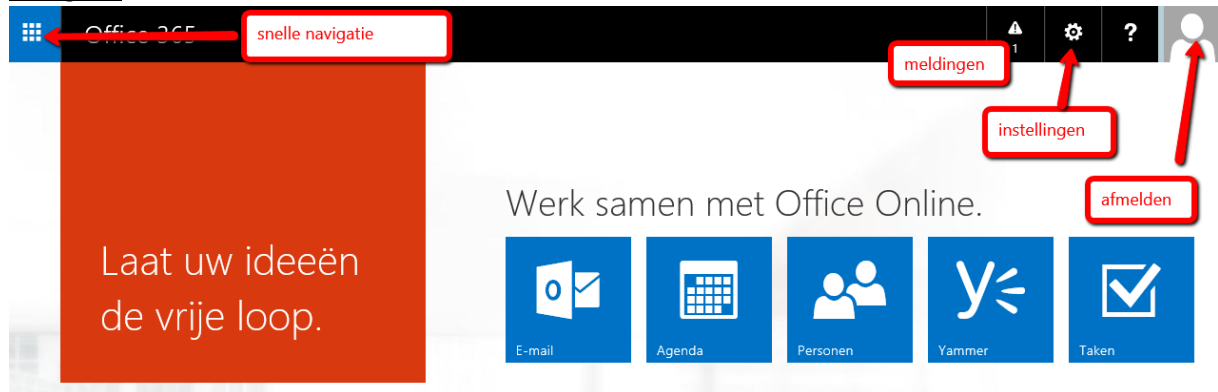 Office 365
snelle navigatie
1
?
meldingen
instellingen
afmelden
Werk samen met Office Online.
Laat uw ideeën
de vrije loop.
E-mail
Agenda
Personen
Yammer
Taken